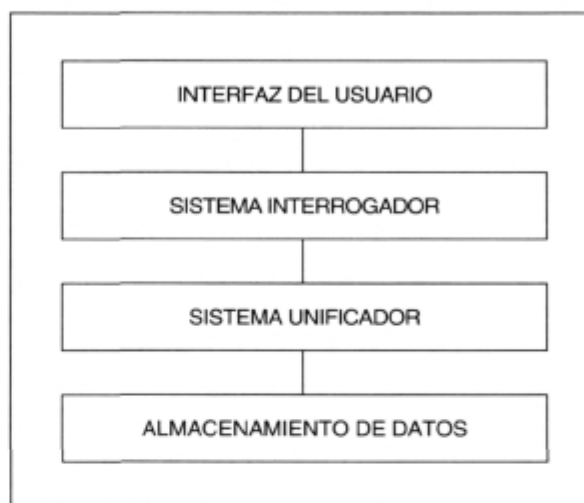 INTERFAZ DEL USUARIO
SISTEMA INTERROGADOR
SISTEMA UNIFICADOR
ALMACENAMIENTO DE DATOS